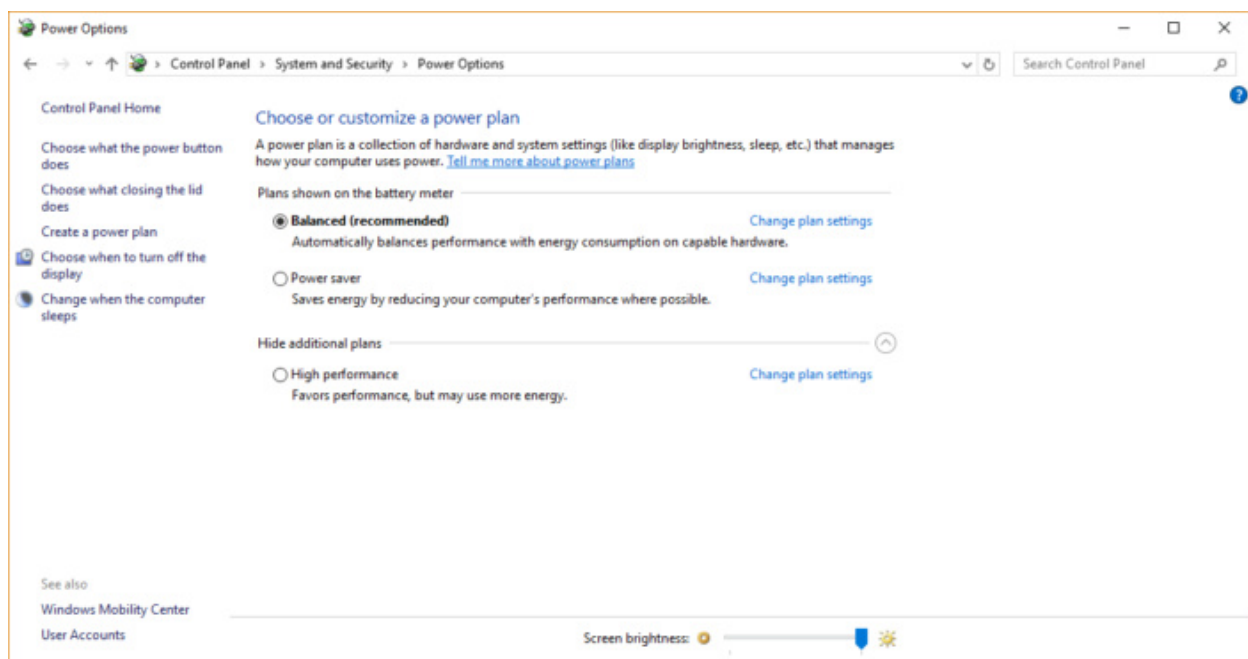 Power Options
Control Panel > System and Security > Power Options
Search Control Panel
Control Panel Home
Choose what the power button
does
Choose what closing the lid
does
Create a power plan
Choose when to turn off the
display
Change when the computer
sleeps
See also
Windows Mobility Center
User Accounts
?
Choose or customize a power plan
A power plan is a collection of hardware and system settings (like display brightness, sleep, etc.) that manages
how your computer uses power. Tell me more about power plans
Plans shown on the battery meter
Balanced (recommended) Change plan settings
Automatically balances performance with energy consumption on capable hardware.
Power saver Change plan settings
Saves energy by reducing your computer's performance where possible.
Hide additional plans
High performance Change plan settings
Favors performance, but may use more energy.
Screen brightness: